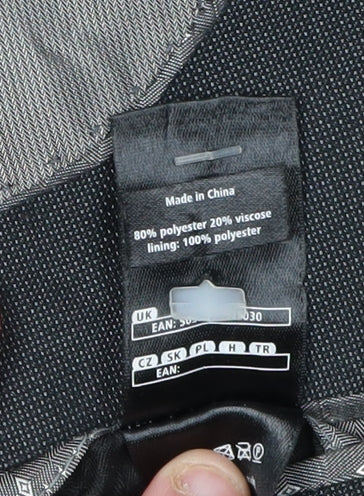 Made in China
80% polyester 20% viscose
lining: 100% polyester
UK
EAN: 030
CZ SK PL H TR
EAN: